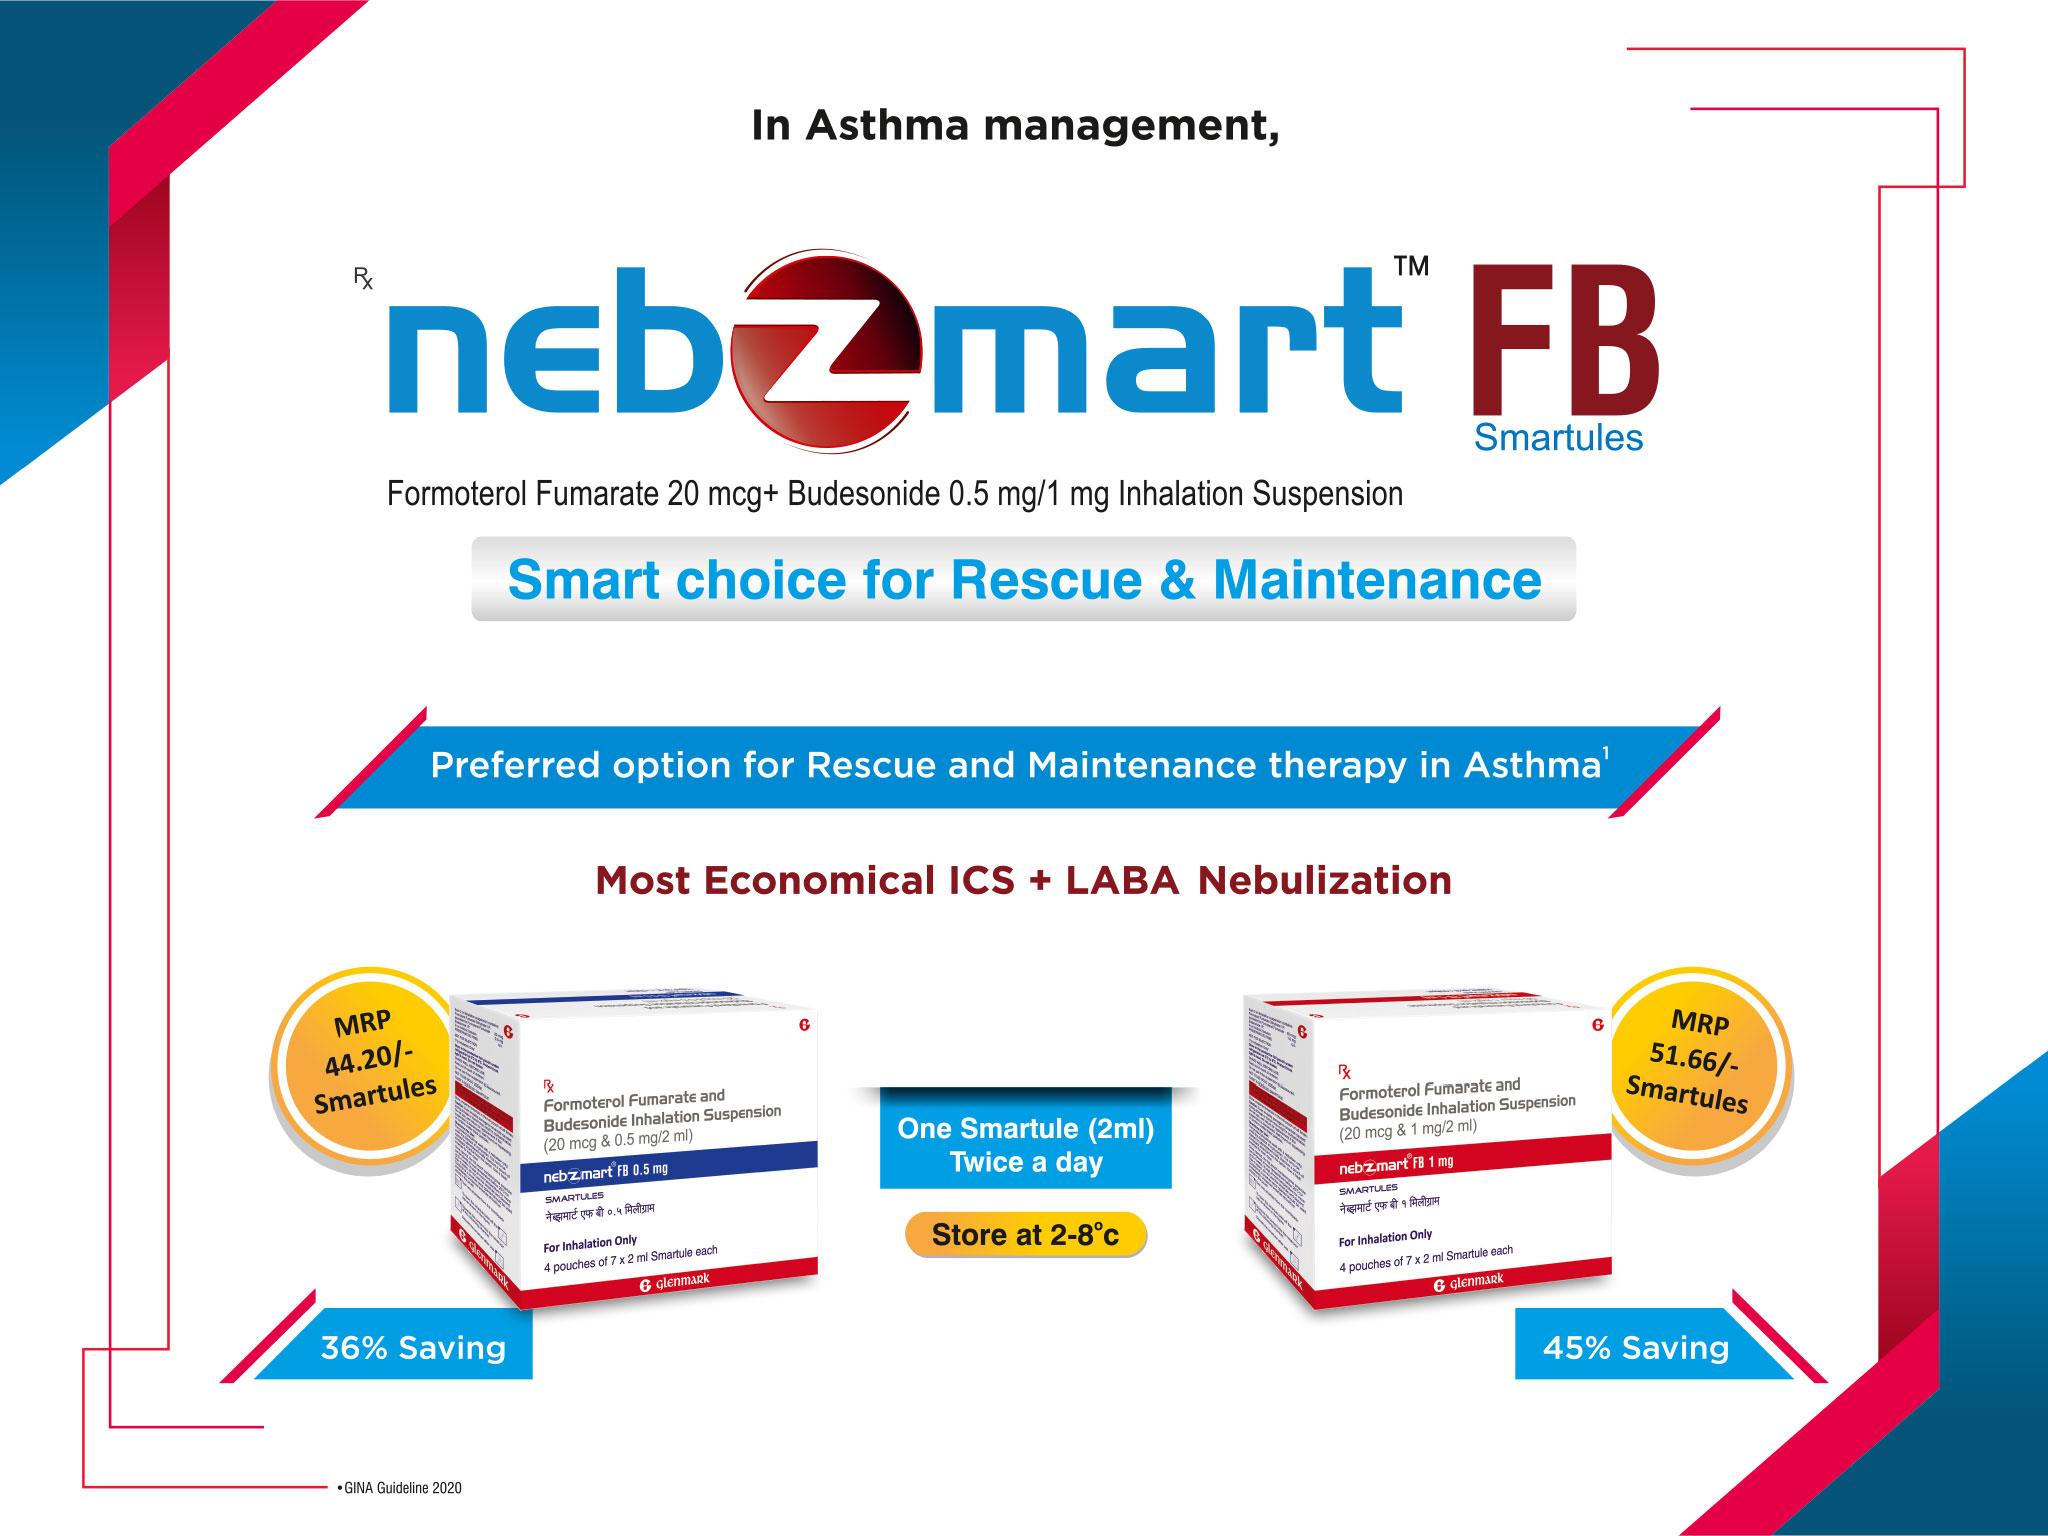 In Asthma management,
Rx nebzmart™ FB
Smartules
Formoterol Fumarate 20 mcg+ Budesonide 0.5 mg/1 mg Inhalation Suspension
Smart choice for Rescue & Maintenance
Preferred option for Rescue and Maintenance therapy in Asthma¹
Most Economical ICS + LABA Nebulization
MRP
44.20/-
Smartules
Rx
Formoterol Fumarate and
Budesonide Inhalation Suspension
(20 mcg & 0.5 mg/2 ml)
nebzmart® FB 0.5 mg
SMARTULES
नेब्झमार्ट एफ बी ०.५ मिलीग्राम
For Inhalation Only
4 pouches of 7 x 2 ml Smartule each
glenmark
glenmark
36% Saving
One Smartule (2ml)
Twice a day
Store at 2-8°c
Rx
Formoterol Fumarate and
Budesonide Inhalation Suspension
(20 mcg & 1 mg/2 ml)
nebzmart® FB 1 mg
SMARTULES
नेब्झमार्ट एफ बी १ मिलीग्राम
For Inhalation Only
4 pouches of 7 x 2 ml Smartule each
glenmark
glenmark
MRP
51.66/-
Smartules
45% Saving
•GINA Guideline 2020